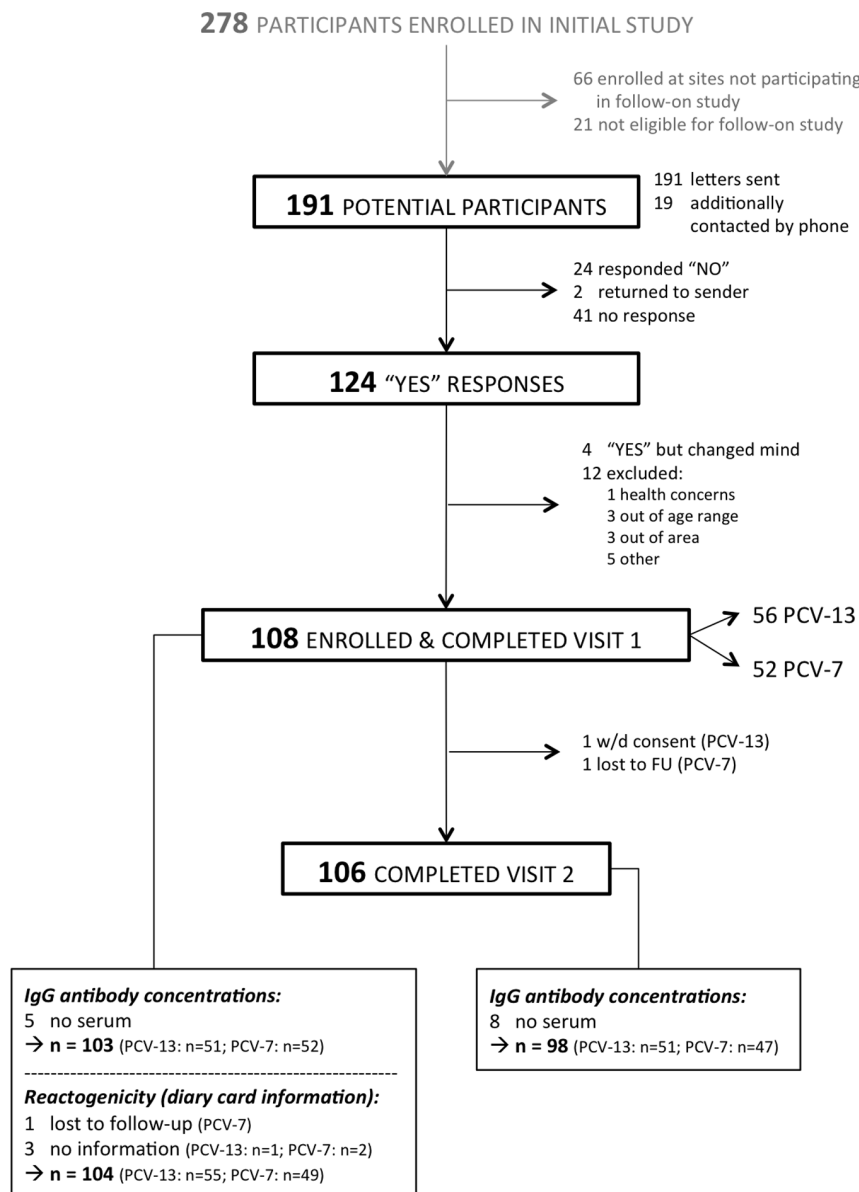 278 PARTICIPANTS ENROLLED IN INITIAL STUDY
66 enrolled at sites not participating
in follow-on study
21 not eligible for follow-on study
191 POTENTIAL PARTICIPANTS
191 letters sent
19 additionally
contacted by phone
24 responded “NO”
2 returned to sender
41 no response
124 “YES” RESPONSES
4 “YES” but changed mind
12 excluded:
1 health concerns
3 out of age range
3 out of area
5 other
108 ENROLLED & COMPLETED VISIT 1
56 PCV-13
52 PCV-7
1 w/d consent (PCV-13)
1 lost to FU (PCV-7)
106 COMPLETED VISIT 2
IgG antibody concentrations:
5 no serum
→ n = 103 (PCV-13: n=51; PCV-7: n=52)
Reactogenicity (diary card information):
1 lost to follow-up (PCV-7)
3 no information (PCV-13: n=1; PCV-7: n=2)
→ n = 104 (PCV-13: n=55; PCV-7: n=49)
IgG antibody concentrations:
8 no serum
→ n = 98 (PCV-13: n=51; PCV-7: n=47)